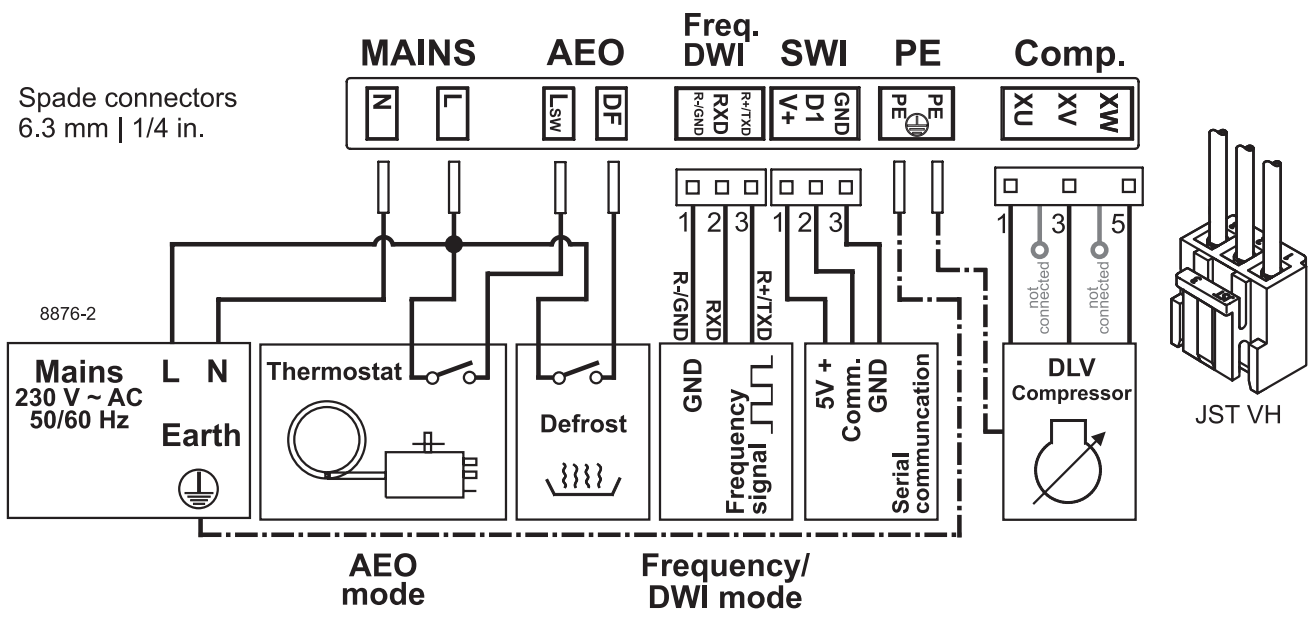 Freq.
MAINS AEO DWI SWI PE Comp.
Spade connectors
6.3 mm | 1/4 in.
N L LSW DF R-/GND RXD R+/TXD V+ D1 GND PE PE XU XV XW
1 2 3 1 2 3 1 3 5
not connected not connected
R-/GND RXD R+/TXD
8876-2
Mains L N
230 V ~ AC
50/60 Hz
Earth
Thermostat
Defrost
GND
Frequency
signal
5V +
Comm.
GND
Serial
communcation
DLV
Compressor
JST VH
AEO
mode
Frequency/
DWI mode